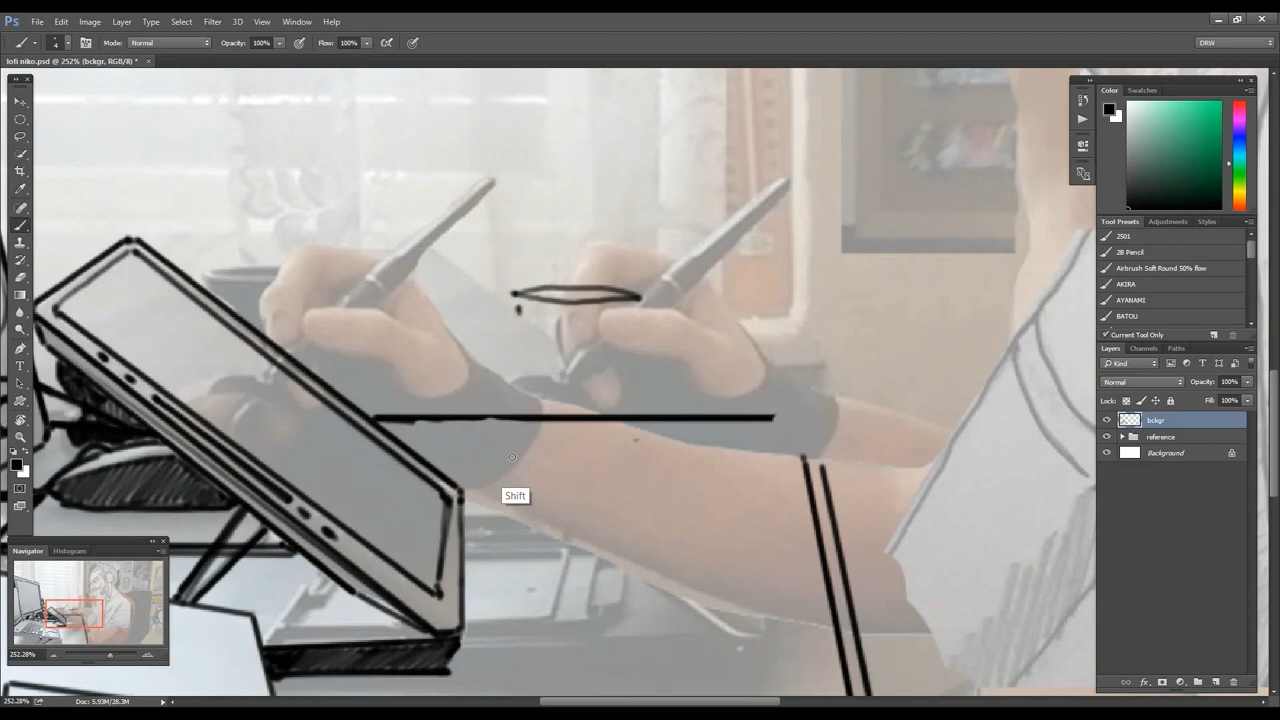 Ps File Edit Image Layer Type Select Filter 3D View Window Help
4 Mode: Normal Opacity: 100% Flow: 100% DRW
lofi niko.psd @ 252% (bckgr, RGB/8) * ×
Color Swatches
Tool Presets Adjustments Styles
2501
2B Pencil
Airbrush Soft Round 50% flow
AKIRA
AYANAMI
BATOU
Current Tool Only
Layers Channels Paths
Kind
Normal Opacity: 100%
Lock: Fill: 100%
bckgr
reference
Background
Shift
Navigator Histogram
252.28%
252.28% Doc: 5.93M/28.3M